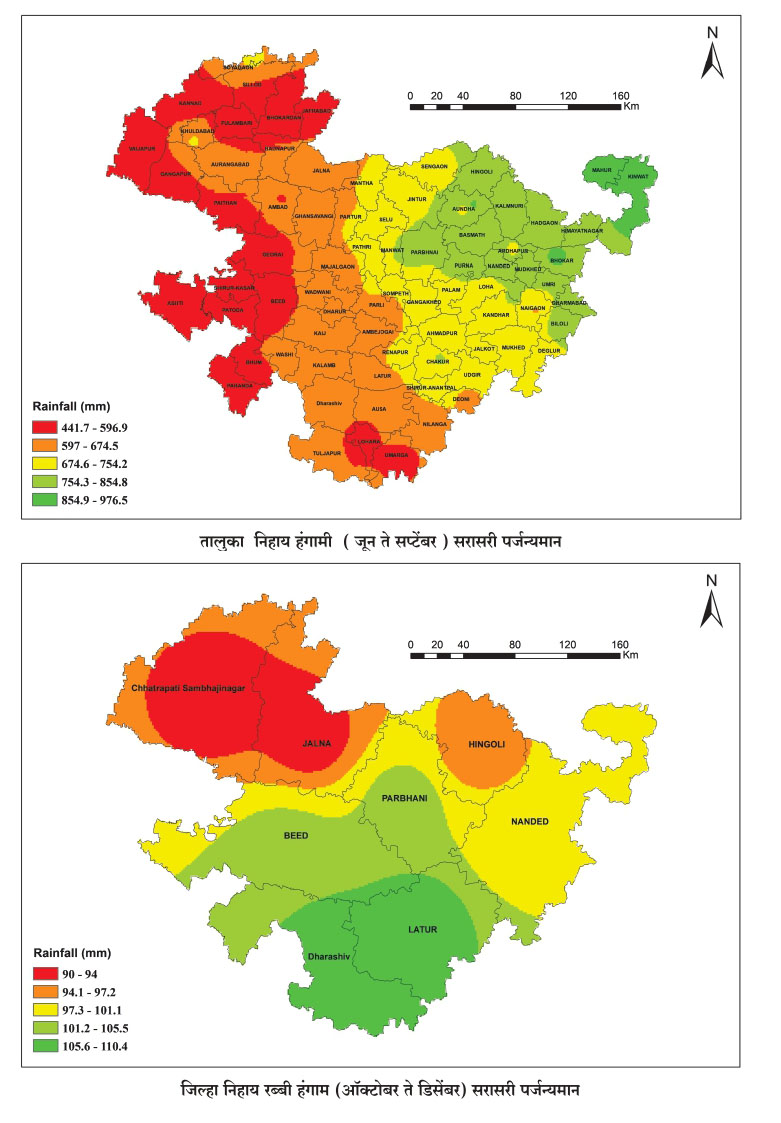 N
0 20 40 80 120 160
Km
SOYAGAON
SILLOD
KANNAD
JAFRABAD
BHOKARDAN
FULAMBARI
KHULDABAD
VAIJAPUR
BADNAPUR
AURANGABAD
JALNA
GANGAPUR
SENGAON
HINGOLI
MAHUR
KINWAT
MANTHA
JINTUR
PAITHAN
AMBAD
GHANSAVANGI
PARTUR
SELU
AUNDHA
KALMNURI
HADGAON
HIMAYATNAGAR
BASMATH
PATHRI
MANWAT
PARBHNAI
ARDHAPUR
GEORAI
MAJALGAON
PURNA
NANDED
MUDKHED
BHOKAR
SHIRUR-KASAR
WADWANI
SOMPETH
PALAM
LOHA
UMRI
ASHTI
PATODA
BEED
DHARUR
PARLI
GANGAKHED
KANDHAR
NAIGAON
DHARMABAD
KAIJ
AMBEJOGAI
AHMADPUR
BILOLI
WASHI
RENAPUR
CHAKUR
JALKOT
MUKHED
DEGLUR
BHUM
KALAMB
LATUR
UDGIR
PARANDA
SHIRUR-ANANTPAL
Dharashiv
AUSA
DEONI
NILANGA
LOHARA
TULJAPUR
UMARGA
Rainfall (mm)
441.7 - 596.9
597 - 674.5
674.6 - 754.2
754.3 - 854.8
854.9 - 976.5
तालुका निहाय हंगामी ( जून ते सप्टेंबर ) सरासरी पर्जन्यमान
N
0 20 40 80 120 160
Km
Chhatrapati Sambhajinagar
JALNA
HINGOLI
PARBHANI
NANDED
BEED
LATUR
Dharashiv
Rainfall (mm)
90 - 94
94.1 - 97.2
97.3 - 101.1
101.2 - 105.5
105.6 - 110.4
जिल्हा निहाय रब्बी हंगाम (ऑक्टोबर ते डिसेंबर) सरासरी पर्जन्यमान